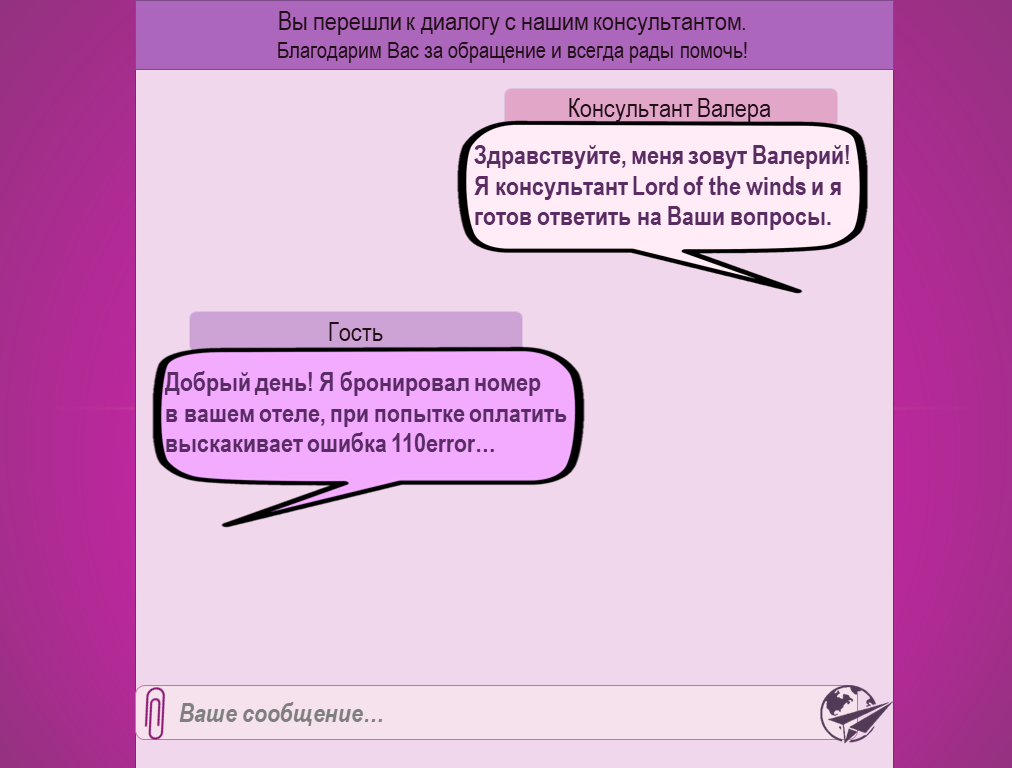 Вы перешли к диалогу с нашим консультантом.
Благодарим Вас за обращение и всегда рады помочь!
Консультант Валера
Здравствуйте, меня зовут Валерий!
Я консультант Lord of the winds и я
готов ответить на Ваши вопросы.
Гость
Добрый день! Я бронировал номер
в вашем отеле, при попытке оплатить
выскакивает ошибка 110error…
Ваше сообщение…